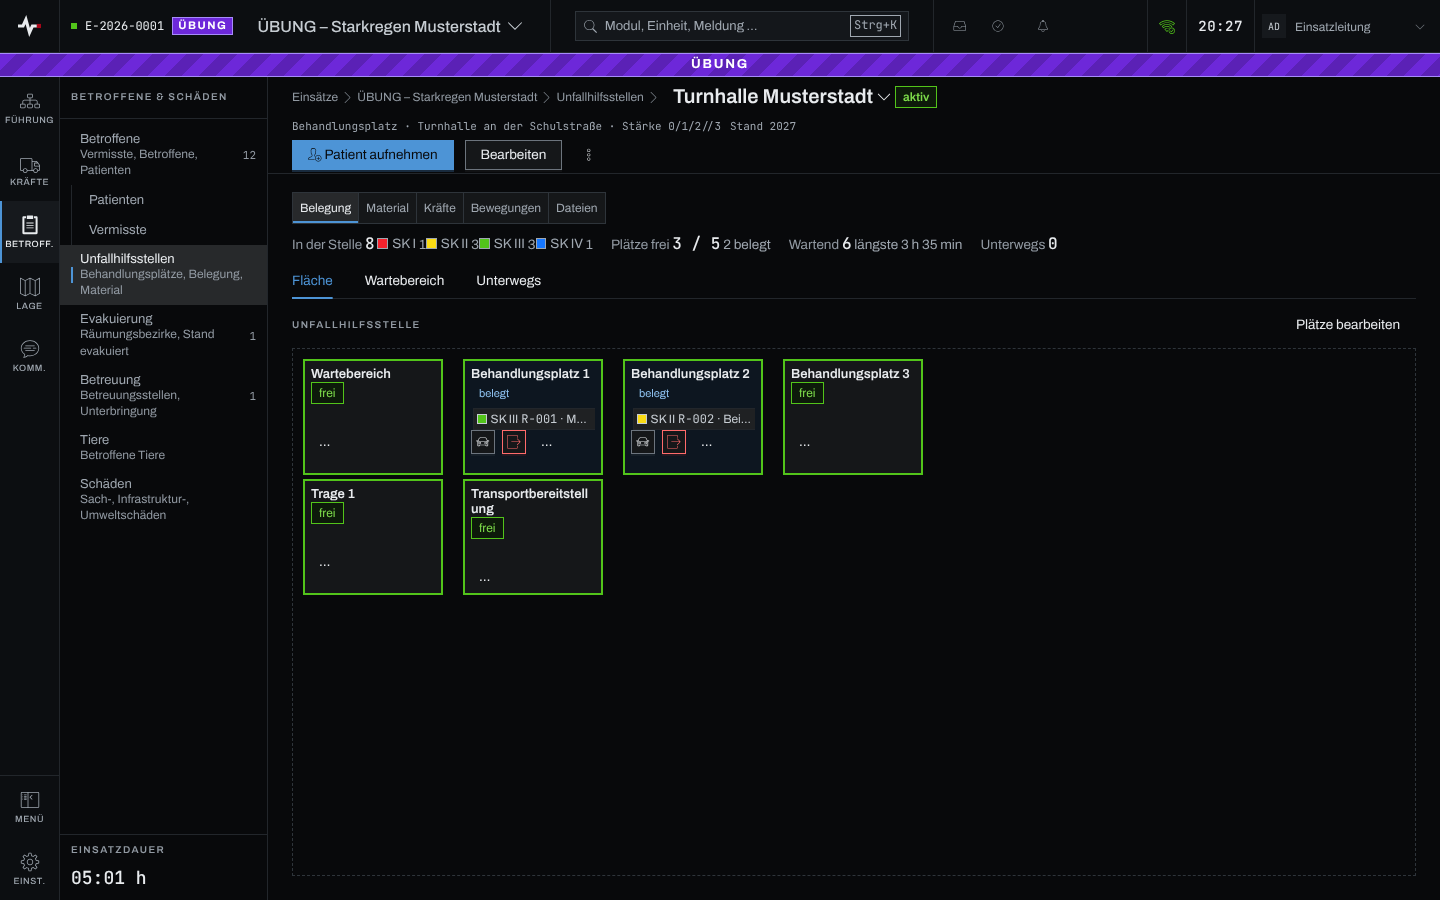 E-2026-0001 ÜBUNG ÜBUNG – Starkregen Musterstadt Modul, Einheit, Meldung ... Strg+K 20:27 AD Einsatzleitung
ÜBUNG
FÜHRUNG
KRÄFTE
BETROFF.
LAGE
KOMM.
MENÜ
EINST.
BETROFFENE & SCHÄDEN
Betroffene
Vermisste, Betroffene, 12
Patienten
Patienten
Vermisste
Unfallhilfsstellen
Behandlungsplätze, Belegung,
Material
Evakuierung
Räumungsbezirke, Stand 1
evakuiert
Betreuung
Betreuungsstellen, 1
Unterbringung
Tiere
Betroffene Tiere
Schäden
Sach-, Infrastruktur-,
Umweltschäden
EINSATZDAUER
05:01 h
Einsätze ÜBUNG – Starkregen Musterstadt Unfallhilfsstellen Turnhalle Musterstadt aktiv
Behandlungsplatz · Turnhalle an der Schulstraße · Stärke 0/1/2//3 Stand 2027
Patient aufnehmen Bearbeiten
Belegung Material Kräfte Bewegungen Dateien
In der Stelle 8 SK I 1 SK II 3 SK III 3 SK IV 1 Plätze frei 3 / 5 2 belegt Wartend 6 längste 3 h 35 min Unterwegs 0
Fläche Wartebereich Unterwegs
UNFALLHILFSSTELLE Plätze bearbeiten
Wartebereich
frei
...
Behandlungsplatz 1
belegt
SK III R-001 · M...
...
Behandlungsplatz 2
belegt
SK II R-002 · Bei...
...
Behandlungsplatz 3
frei
...
Trage 1
frei
...
Transportbereitstell
ung
frei
...